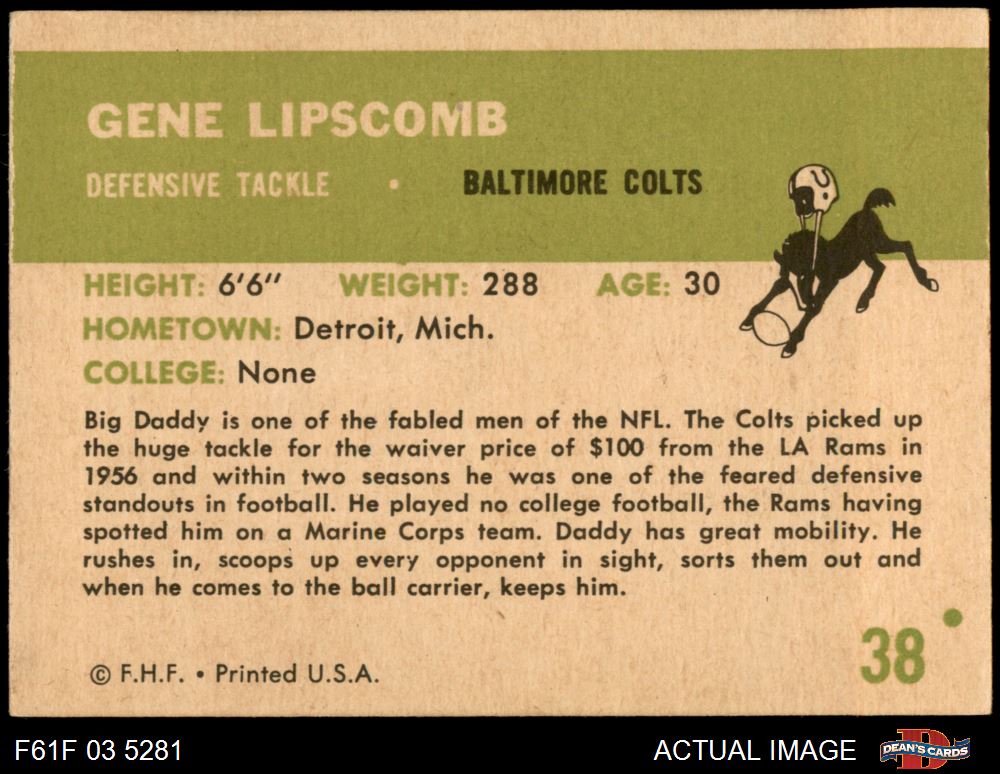 GENE LIPSCOMB
DEFENSIVE TACKLE • BALTIMORE COLTS
HEIGHT: 6'6" WEIGHT: 288 AGE: 30
HOMETOWN: Detroit, Mich.
COLLEGE: None
Big Daddy is one of the fabled men of the NFL. The Colts picked up
the huge tackle for the waiver price of $100 from the LA Rams in
1956 and within two seasons he was one of the feared defensive
standouts in football. He played no college football, the Rams having
spotted him on a Marine Corps team. Daddy has great mobility. He
rushes in, scoops up every opponent in sight, sorts them out and
when he comes to the ball carrier, keeps him.
38
© F.H.F. • Printed U.S.A.
F61F 03 5281 ACTUAL IMAGE DEAN'S CARDS